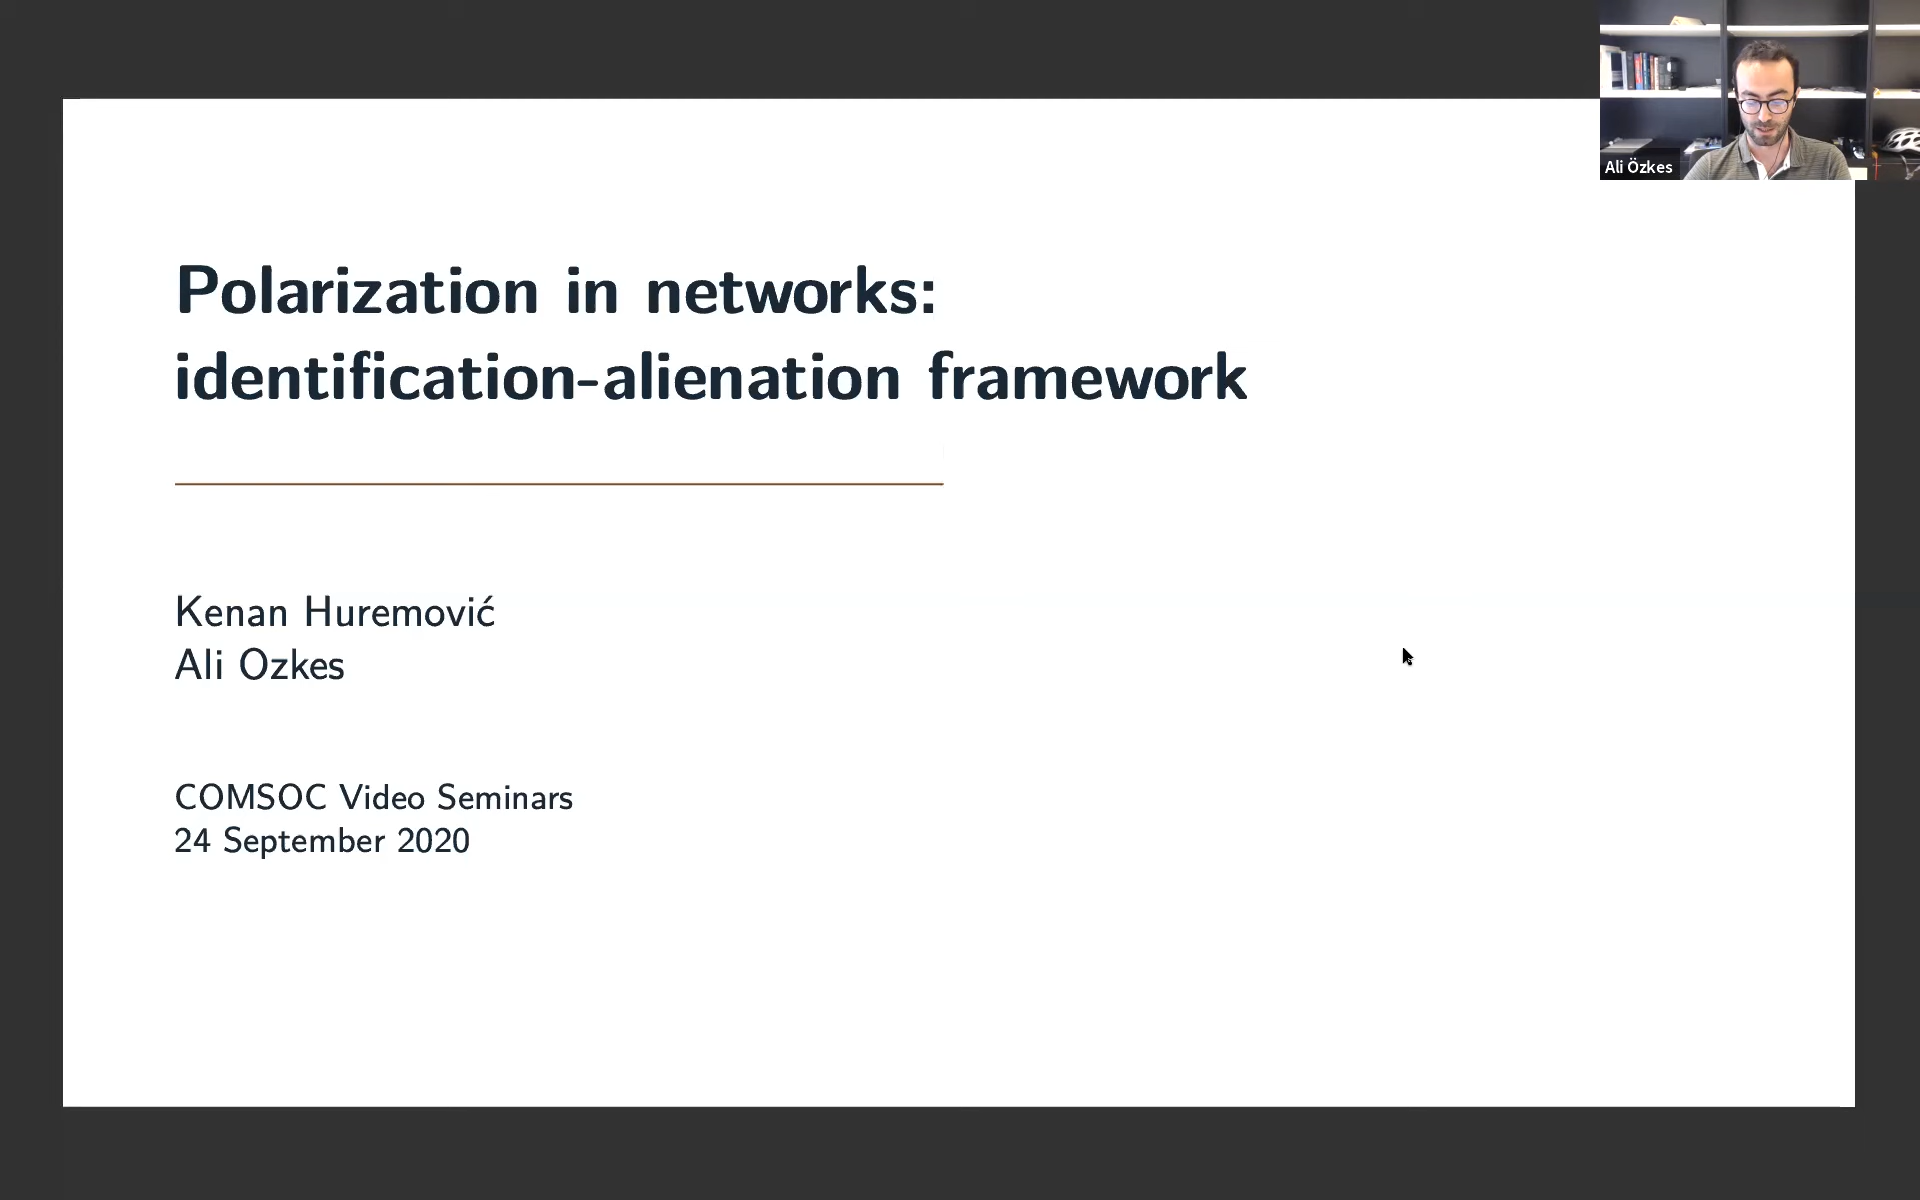 Ali Özkes
Polarization in networks:
identification-alienation framework
Kenan Huremović
Ali Ozkes
COMSOC Video Seminars
24 September 2020